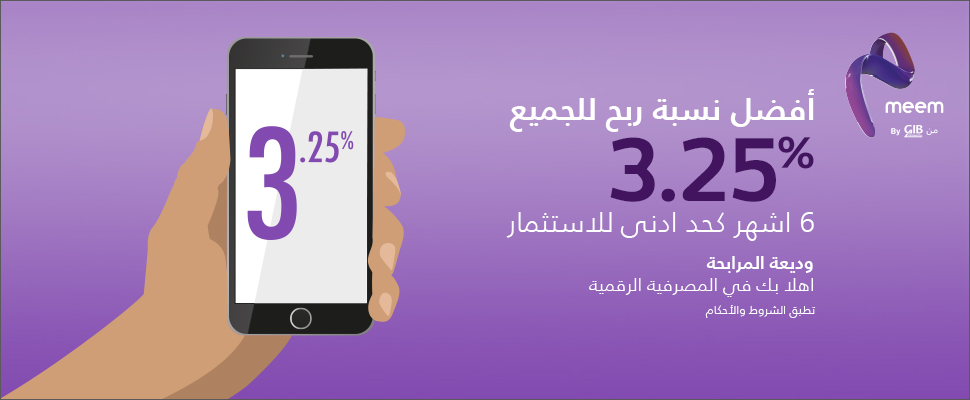 meem
By GIB من
أفضل نسبة ربح للجميع
3.25%
6 اشهر كحد ادنى للاستثمار
وديعة المرابحة
اهلا بك في المصرفية الرقمية
تطبق الشروط والأحكام
3.25%